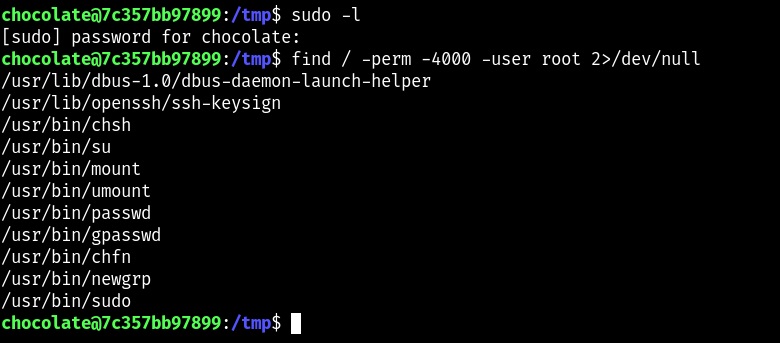 chocolate@7c357bb97899:/tmp$ sudo -l
[sudo] password for chocolate:
chocolate@7c357bb97899:/tmp$ find / -perm -4000 -user root 2>/dev/null
/usr/lib/dbus-1.0/dbus-daemon-launch-helper
/usr/lib/openssh/ssh-keysign
/usr/bin/chsh
/usr/bin/su
/usr/bin/mount
/usr/bin/umount
/usr/bin/passwd
/usr/bin/gpasswd
/usr/bin/chfn
/usr/bin/newgrp
/usr/bin/sudo
chocolate@7c357bb97899:/tmp$